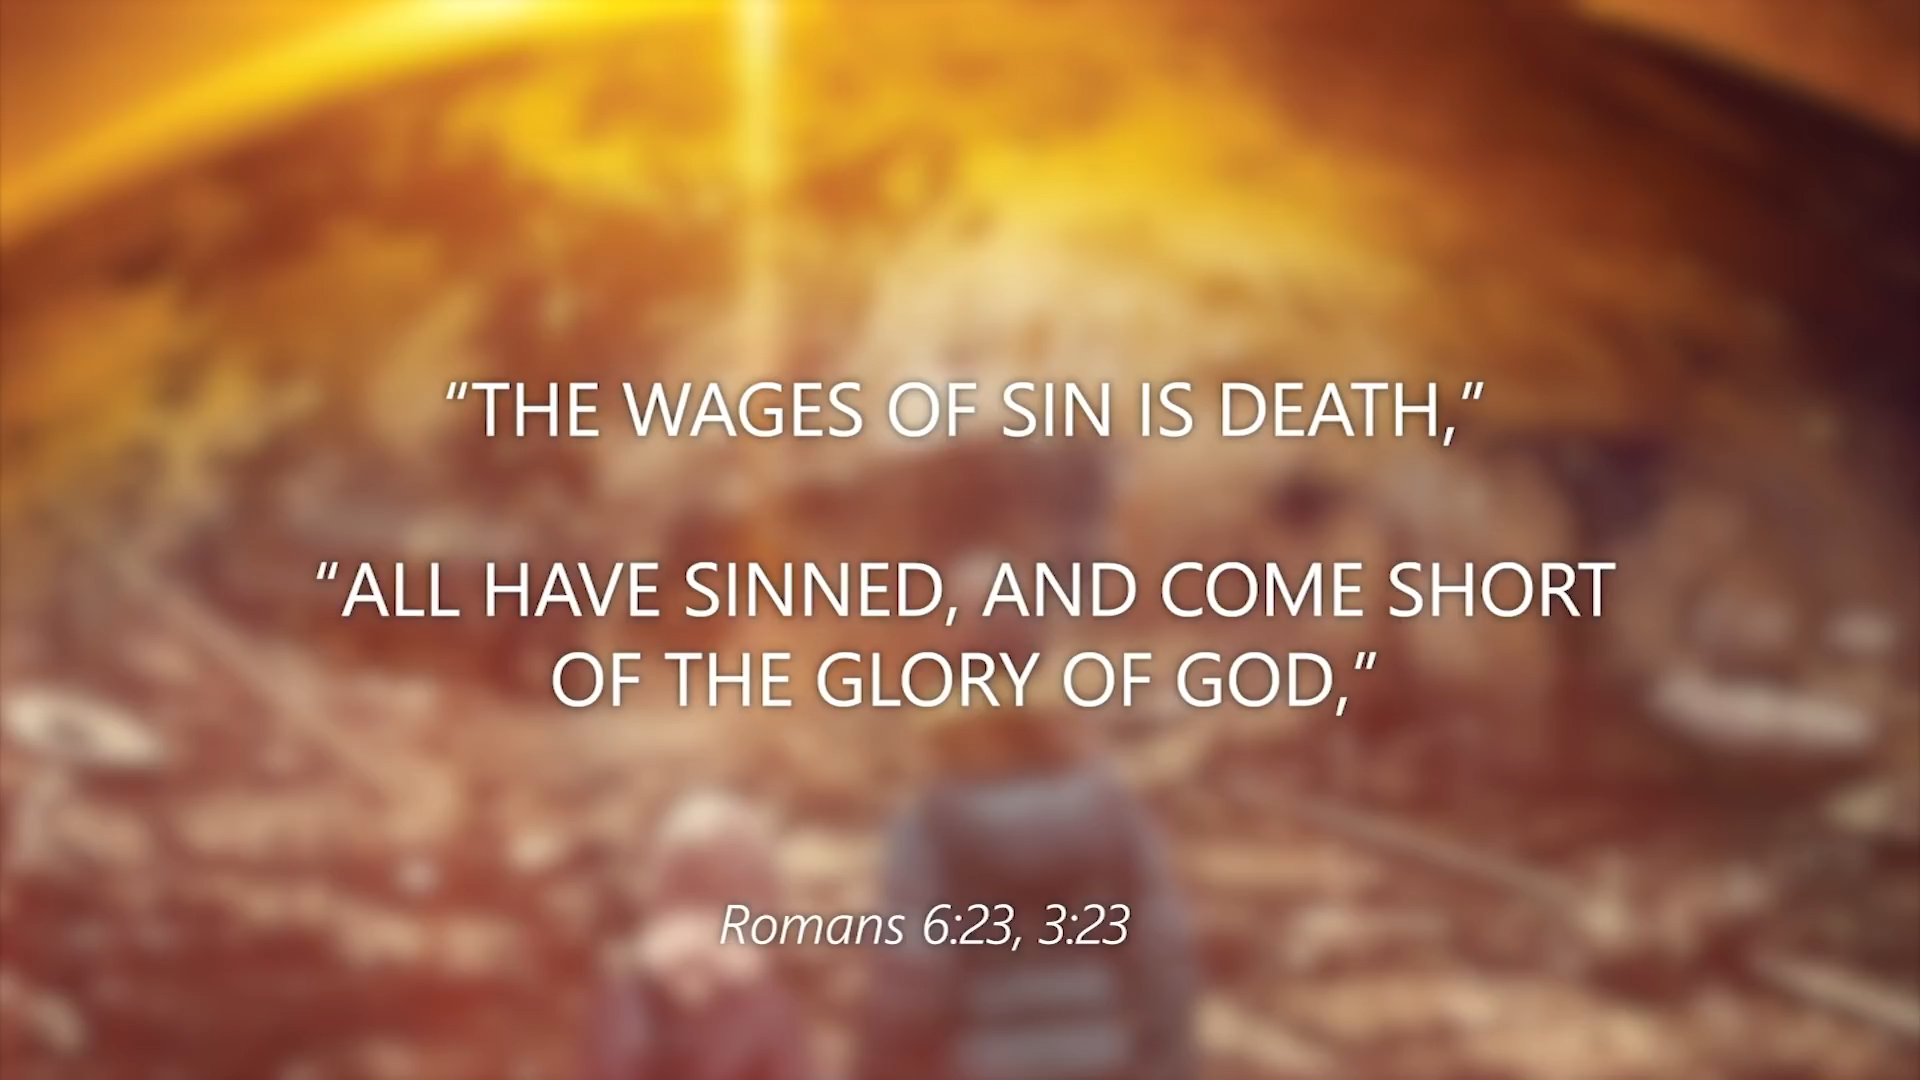 “THE WAGES OF SIN IS DEATH,”
“ALL HAVE SINNED, AND COME SHORT
OF THE GLORY OF GOD,”
Romans 6:23, 3:23